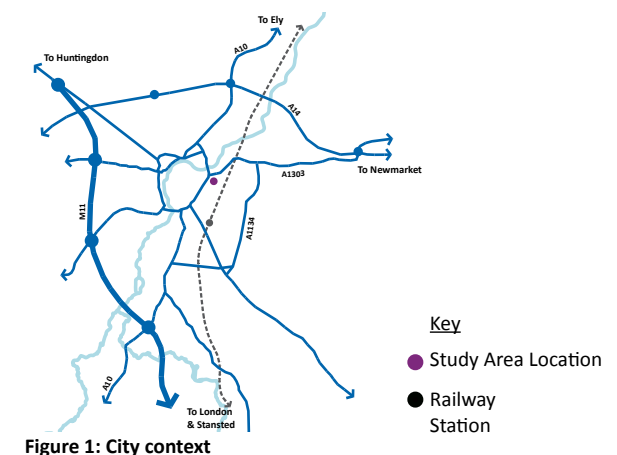 To Ely
A10
To Huntingdon
A14
To Newmarket
A1303
M11
A1134
Key
Study Area Location
Railway
Station
A10
To London
& Stansted
Figure 1: City context